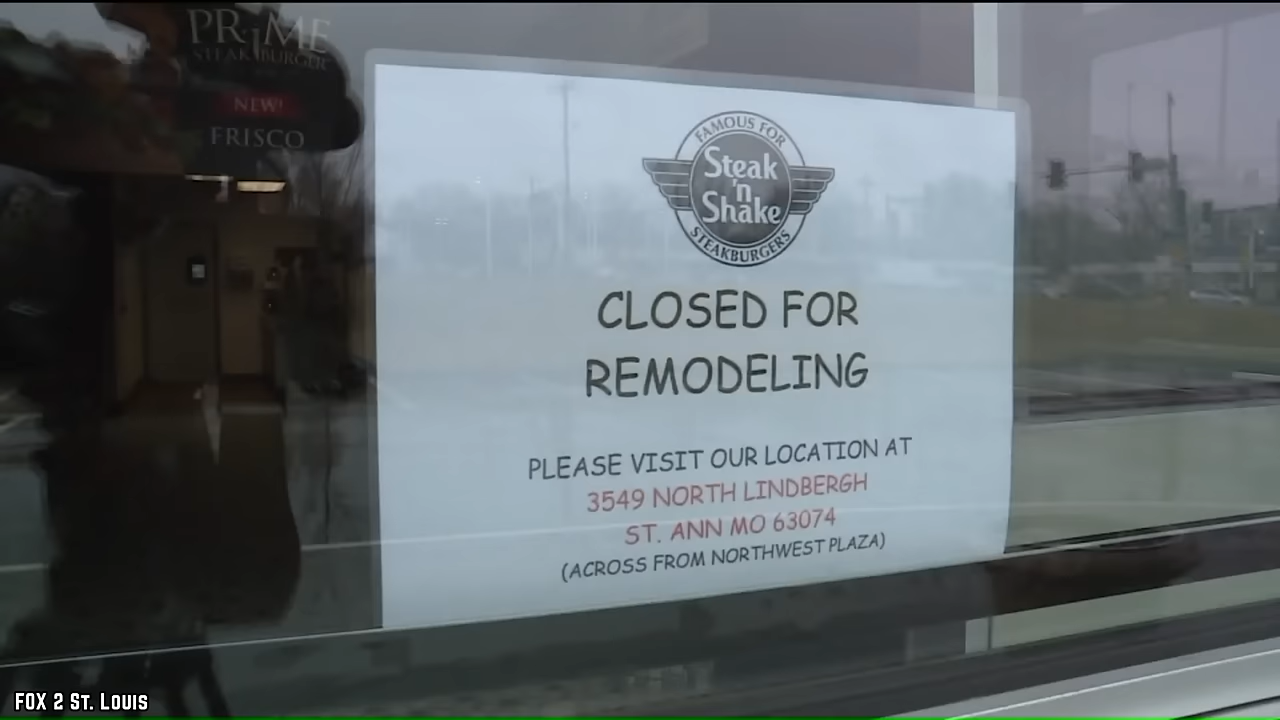 PRiME
STEAKBURGER
NEW!
FRISCO
FAMOUS FOR
Steak
'n
Shake
STEAKBURGERS
CLOSED FOR
REMODELING
PLEASE VISIT OUR LOCATION AT
3549 NORTH LINDBERGH
ST. ANN MO 63074
(ACROSS FROM NORTHWEST PLAZA)
FOX 2 ST. LOUIS